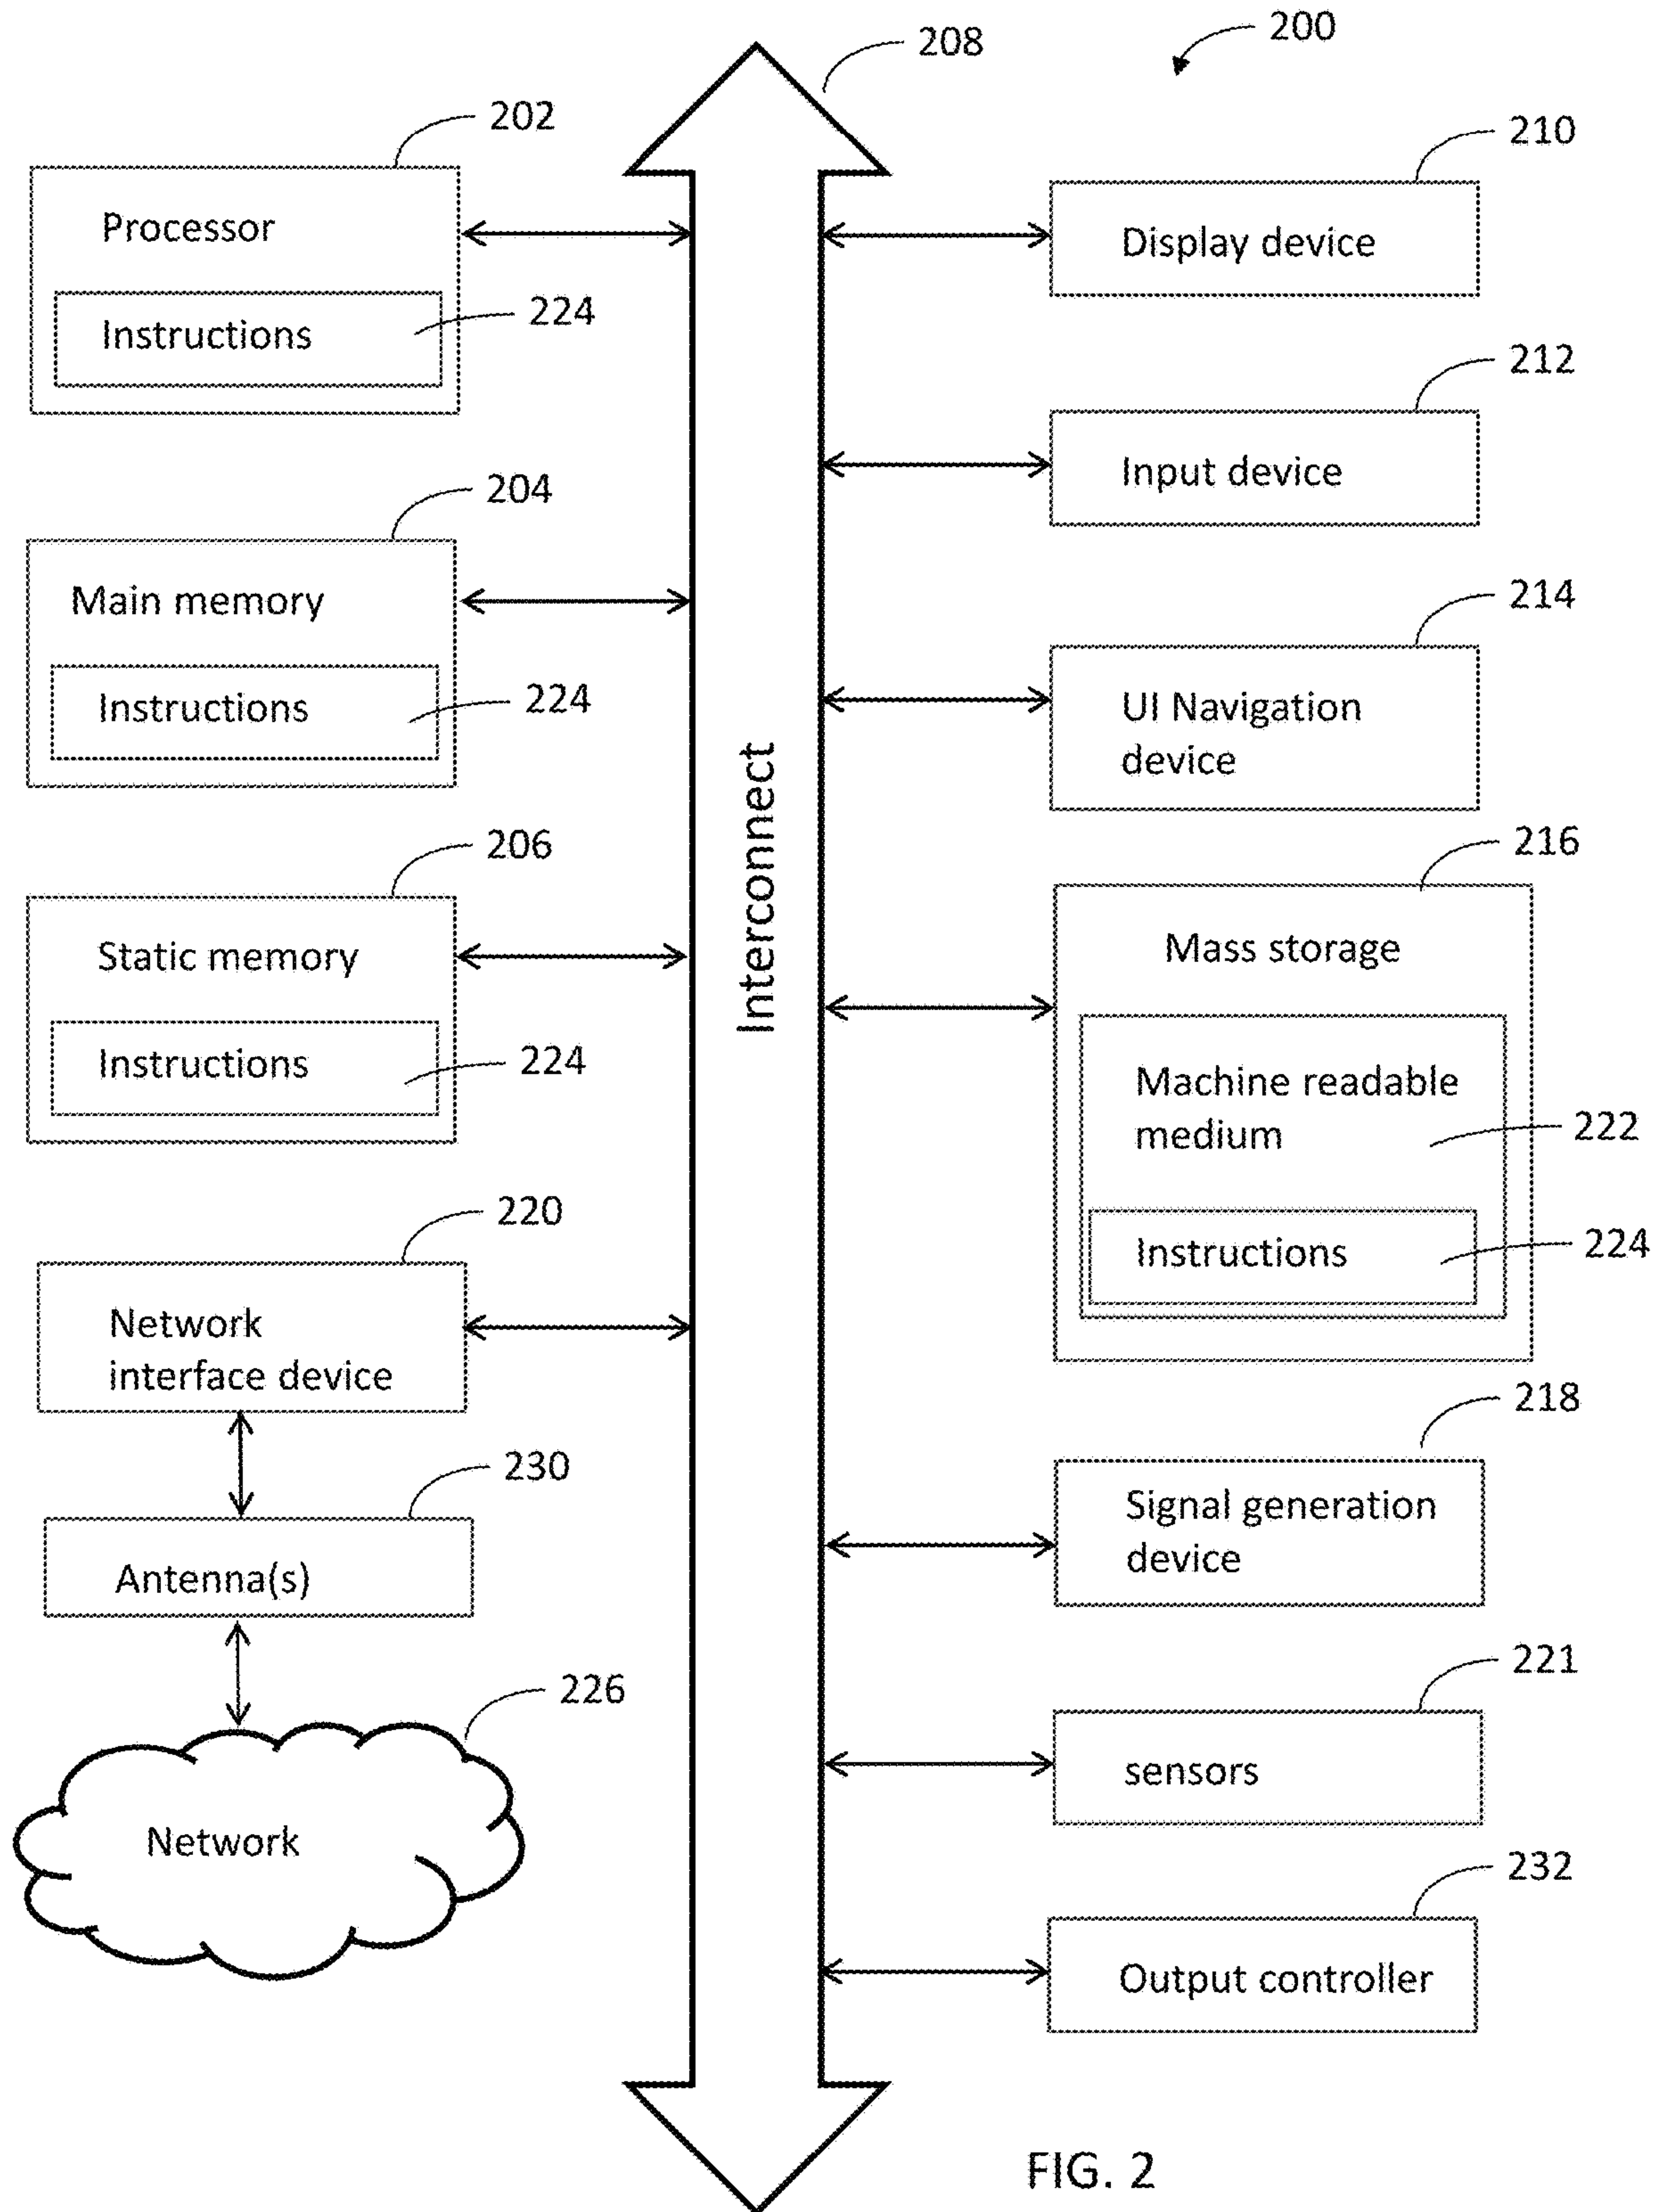 200
208
202
Processor
Instructions
224
204
Main memory
Instructions
224
206
Static memory
Instructions
224
220
Network
interface device
230
Antenna(s)
226
Network
Interconnect
210
Display device
212
Input device
214
UI Navigation
device
216
Mass storage
Machine readable
medium
222
Instructions
224
218
Signal generation
device
221
sensors
232
Output controller
FIG. 2